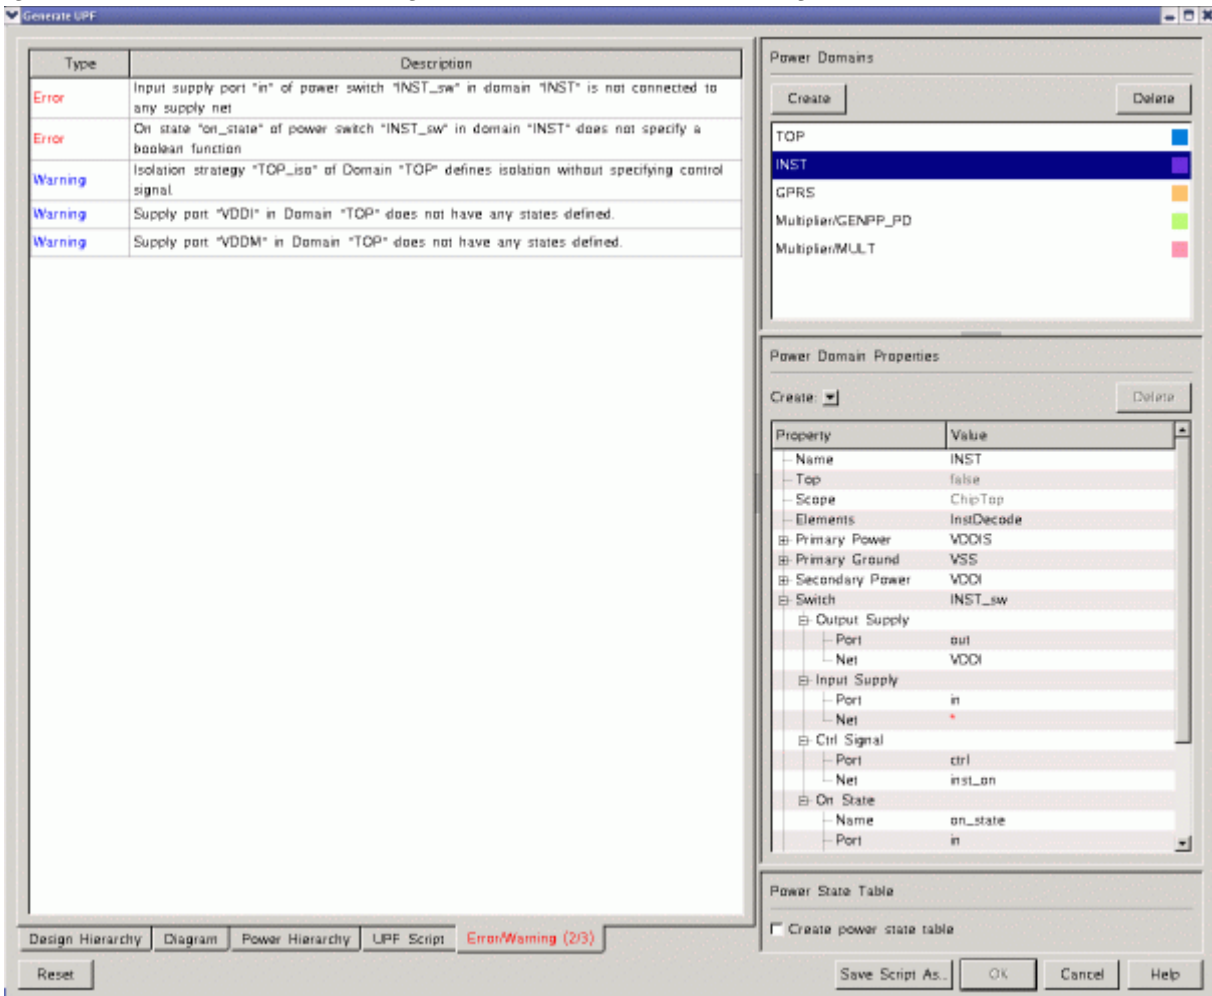 Generate UPF
Type Description
Error Input supply port "in" of power switch "INST_sw" in domain "INST" is not connected to
any supply net
Error On state "on_state" of power switch "INST_sw" in domain "INST" does not specify a
boolean function
Warning Isolation strategy "TOP_iso" of Domain "TOP" defines isolation without specifying control
signal.
Warning Supply port "VDDI" in Domain "TOP" does not have any states defined.
Warning Supply port "VDDM" in Domain "TOP" does not have any states defined.
Design Hierarchy Diagram Power Hierarchy UPF Script Error/Warning (2/3)
Reset
Power Domains
Create Delete
TOP
INST
GPRS
Multiplier/GENPP_PD
Multiplier/MULT
Power Domain Properties
Create: Delete
Property Value
Name INST
Top false
Scope ChipTop
Elements InstDecode
Primary Power VDDIS
Primary Ground VSS
Secondary Power VDDI
Switch INST_sw
Output Supply
Port out
Net VDDI
Input Supply
Port in
Net *
Ctrl Signal
Port ctrl
Net inst_on
On State
Name on_state
Port in
Power State Table
Create power state table
Save Script As.. OK Cancel Help